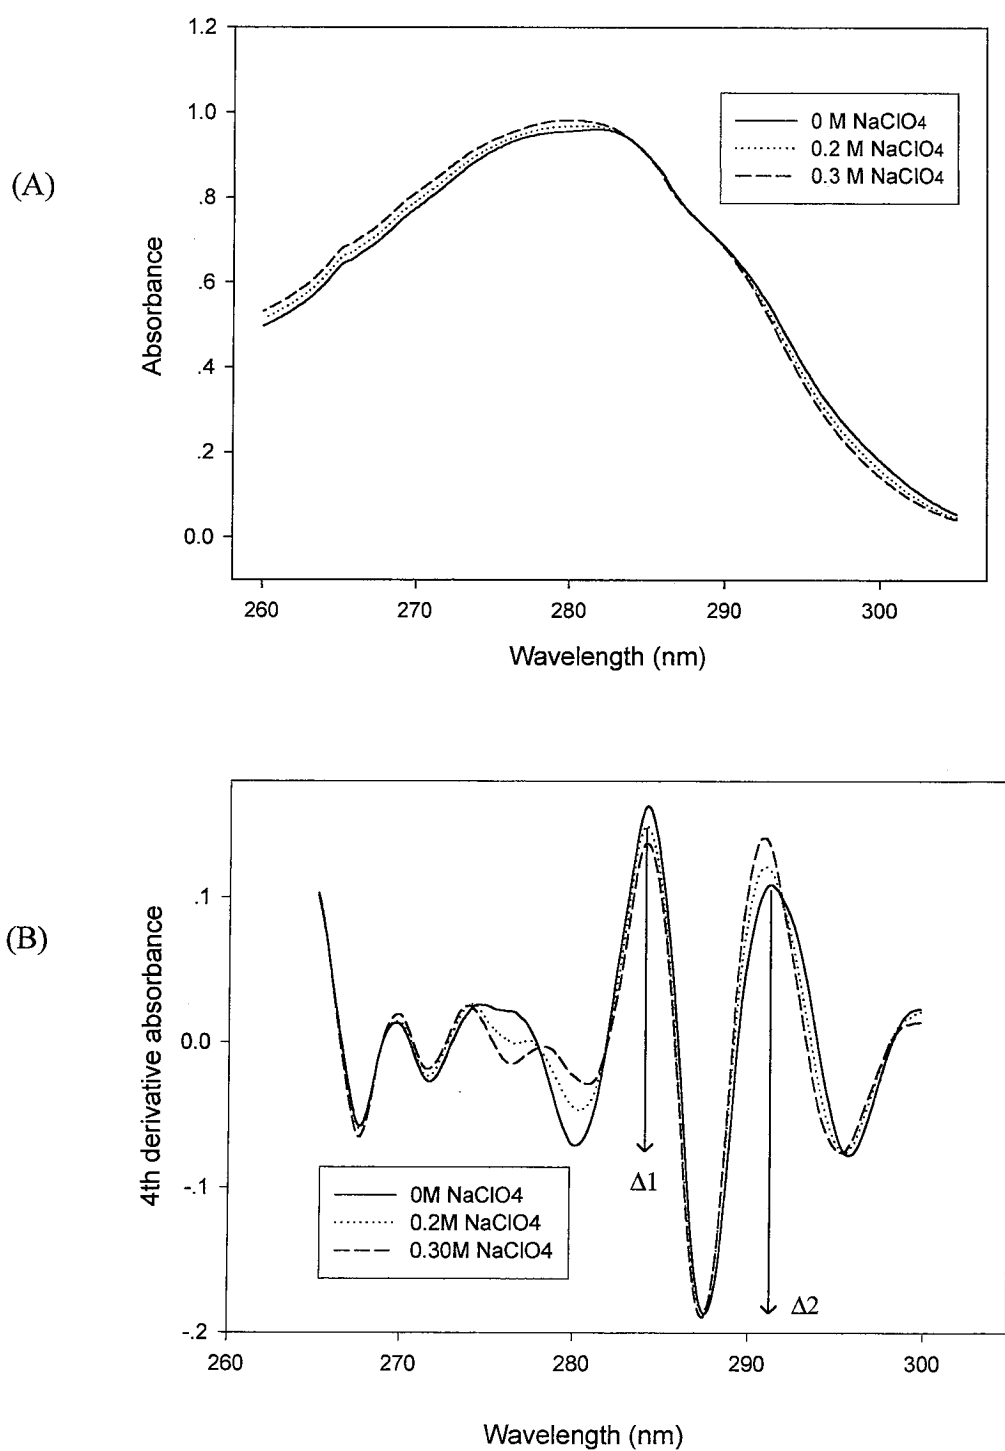 (A)
Absorbance
1.2
1.0
.8
.6
.4
.2
0.0
0 M NaClO4
0.2 M NaClO4
0.3 M NaClO4
260 270 280 290 300
Wavelength (nm)
(B)
4th derivative absorbance
.1
0.0
-.1
-.2
Δ1
Δ2
0M NaClO4
0.2M NaClO4
0.30M NaClO4
260 270 280 290 300
Wavelength (nm)